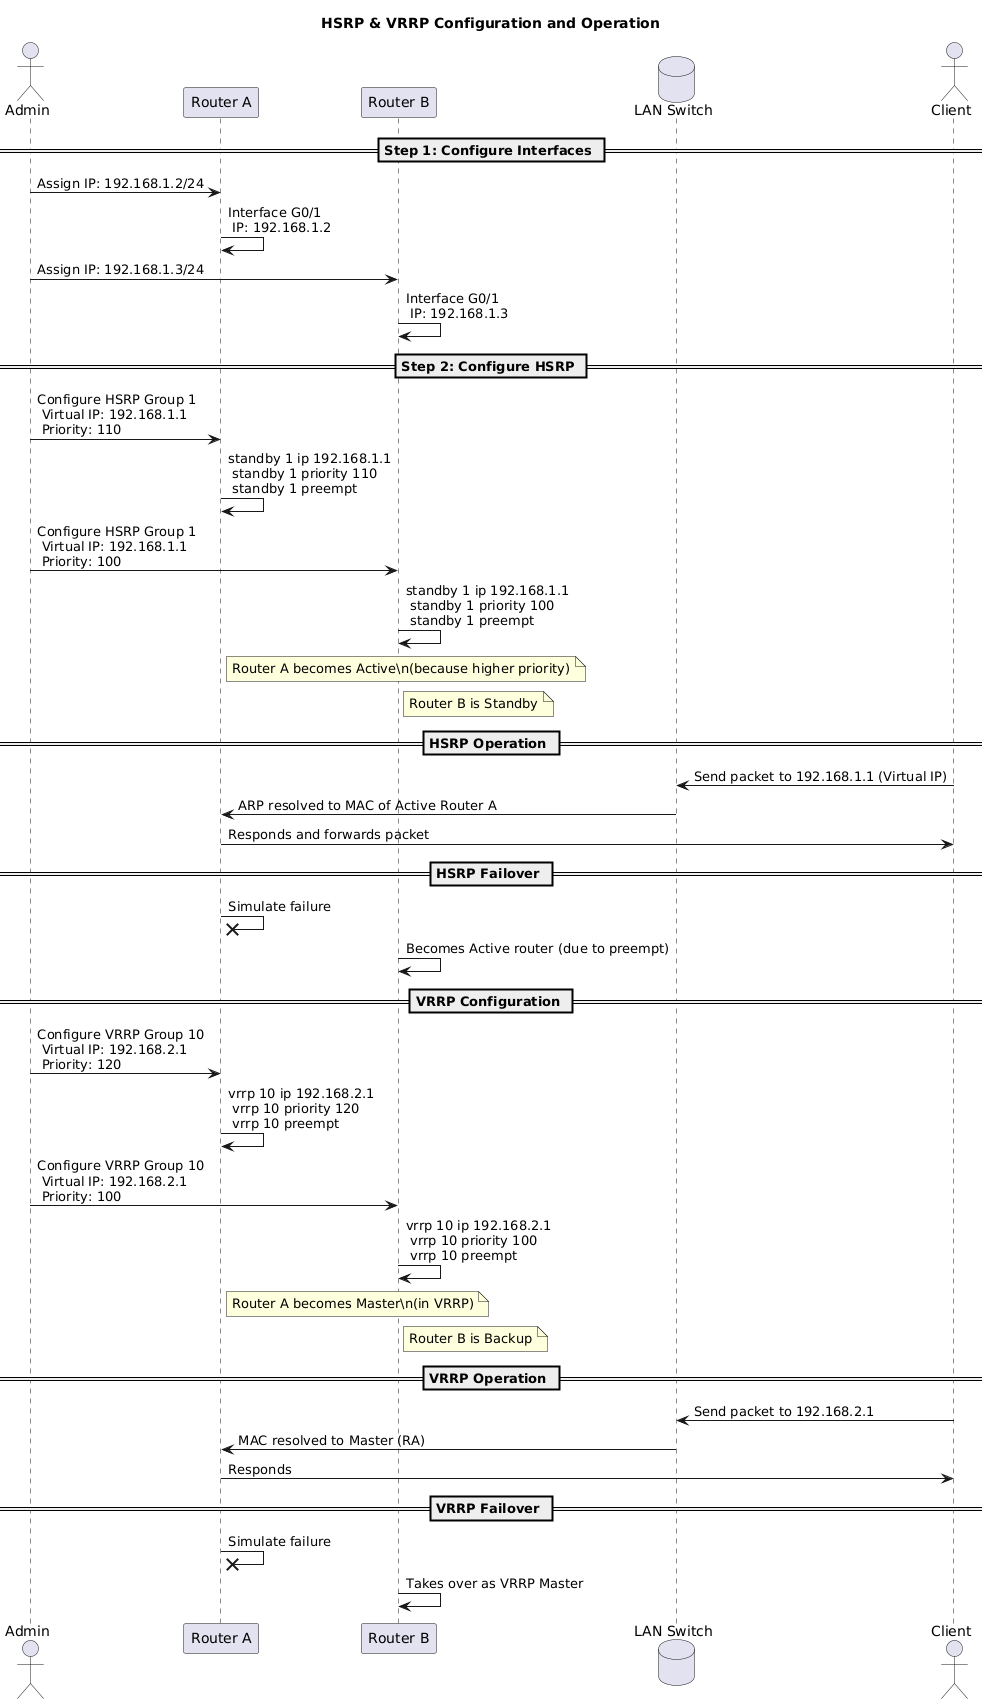 HSRP & VRRP Configuration and Operation
Admin
Router A
Router B
LAN Switch
Client
Step 1: Configure Interfaces
Assign IP: 192.168.1.2/24
Interface G0/1
IP: 192.168.1.2
Assign IP: 192.168.1.3/24
Interface G0/1
IP: 192.168.1.3
Step 2: Configure HSRP
Configure HSRP Group 1
Virtual IP: 192.168.1.1
Priority: 110
standby 1 ip 192.168.1.1
standby 1 priority 110
standby 1 preempt
Configure HSRP Group 1
Virtual IP: 192.168.1.1
Priority: 100
standby 1 ip 192.168.1.1
standby 1 priority 100
standby 1 preempt
Router A becomes Active\n(because higher priority)
Router B is Standby
HSRP Operation
Send packet to 192.168.1.1 (Virtual IP)
ARP resolved to MAC of Active Router A
Responds and forwards packet
HSRP Failover
Simulate failure
Becomes Active router (due to preempt)
VRRP Configuration
Configure VRRP Group 10
Virtual IP: 192.168.2.1
Priority: 120
vrrp 10 ip 192.168.2.1
vrrp 10 priority 120
vrrp 10 preempt
Configure VRRP Group 10
Virtual IP: 192.168.2.1
Priority: 100
vrrp 10 ip 192.168.2.1
vrrp 10 priority 100
vrrp 10 preempt
Router A becomes Master\n(in VRRP)
Router B is Backup
VRRP Operation
Send packet to 192.168.2.1
MAC resolved to Master (RA)
Responds
VRRP Failover
Simulate failure
Takes over as VRRP Master
Admin
Router A
Router B
LAN Switch
Client